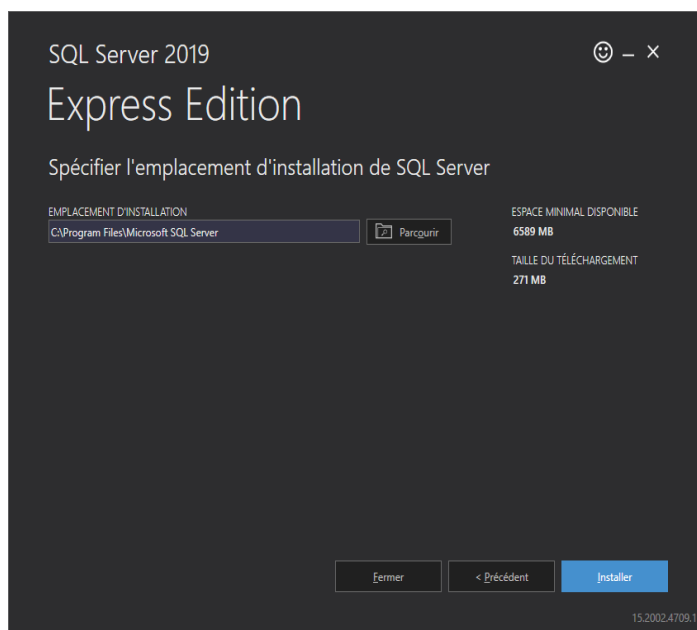 SQL Server 2019
Express Edition
Spécifier l'emplacement d'installation de SQL Server
EMPLACEMENT D'INSTALLATION
C:\Program Files\Microsoft SQL Server
Parcourir
ESPACE MINIMAL DISPONIBLE
6589 MB
TAILLE DU TÉLÉCHARGEMENT
271 MB
Fermer
< Précédent
Installer
15.2002.4709.1